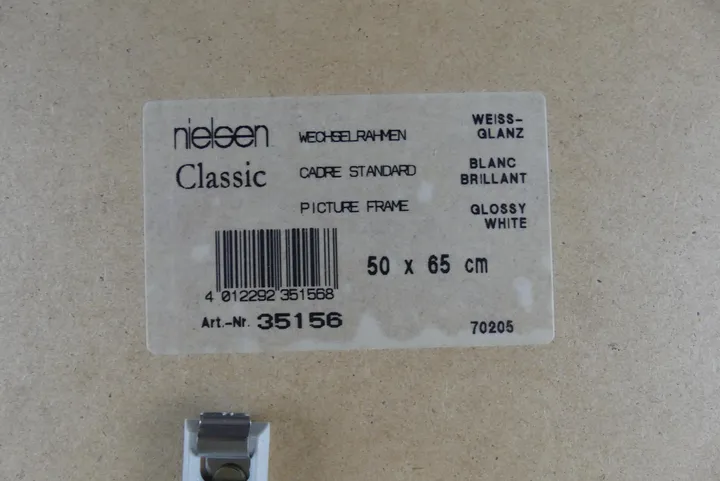 nielsen
Classic
WECHSELRAHMEN
CADRE STANDARD
PICTURE FRAME
WEISS-
GLANZ
BLANC
BRILLANT
GLOSSY
WHITE
50 x 65 cm
4 012292 351568
Art.-Nr. 35156
70205